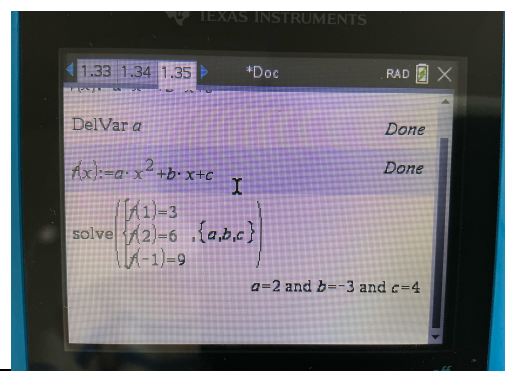 TEXAS INSTRUMENTS
1.33 1.34 1.35 *Doc RAD
DelVar a Done
f(x):=a·x²+b·x+c Done
solve({f(1)=3
f(2)=6 ,{a,b,c})
f(-1)=9
a=2 and b=-3 and c=4